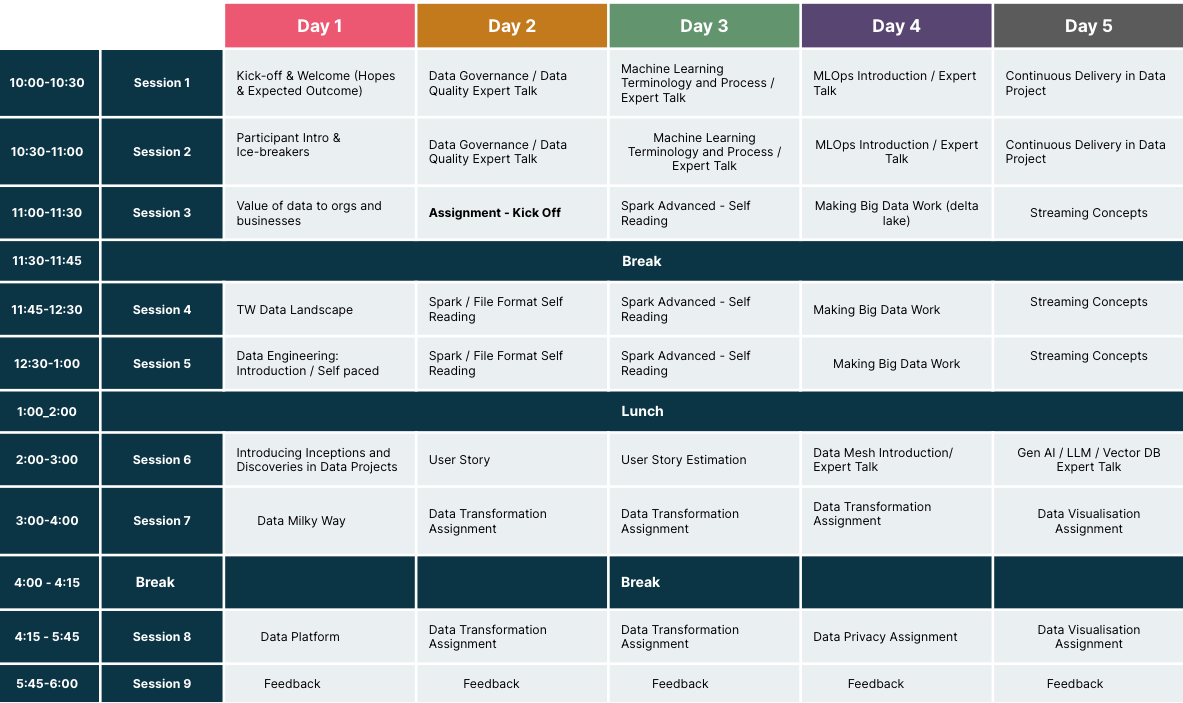 Day 1
Day 2
Day 3
Day 4
Day 5
10:00-10:30
Session 1
Kick-off & Welcome (Hopes
& Expected Outcome)
Data Governance / Data
Quality Expert Talk
Machine Learning
Terminology and Process /
Expert Talk
MLOps Introduction / Expert
Talk
Continuous Delivery in Data
Project
10:30-11:00
Session 2
Participant Intro &
Ice-breakers
Data Governance / Data
Quality Expert Talk
Machine Learning
Terminology and Process /
Expert Talk
MLOps Introduction / Expert
Talk
Continuous Delivery in Data
Project
11:00-11:30
Session 3
Value of data to orgs and
businesses
Assignment - Kick Off
Spark Advanced - Self
Reading
Making Big Data Work (delta
lake)
Streaming Concepts
11:30-11:45
Break
11:45-12:30
Session 4
TW Data Landscape
Spark / File Format Self
Reading
Spark Advanced - Self
Reading
Making Big Data Work
Streaming Concepts
12:30-1:00
Session 5
Data Engineering:
Introduction / Self paced
Spark / File Format Self
Reading
Spark Advanced - Self
Reading
Making Big Data Work
Streaming Concepts
1:00_2:00
Lunch
2:00-3:00
Session 6
Introducing Inceptions and
Discoveries in Data Projects
User Story
User Story Estimation
Data Mesh Introduction/
Expert Talk
Gen AI / LLM / Vector DB
Expert Talk
3:00-4:00
Session 7
Data Milky Way
Data Transformation
Assignment
Data Transformation
Assignment
Data Transformation
Assignment
Data Visualisation
Assignment
4:00 - 4:15
Break
Break
4:15 - 5:45
Session 8
Data Platform
Data Transformation
Assignment
Data Transformation
Assignment
Data Privacy Assignment
Data Visualisation
Assignment
5:45-6:00
Session 9
Feedback
Feedback
Feedback
Feedback
Feedback